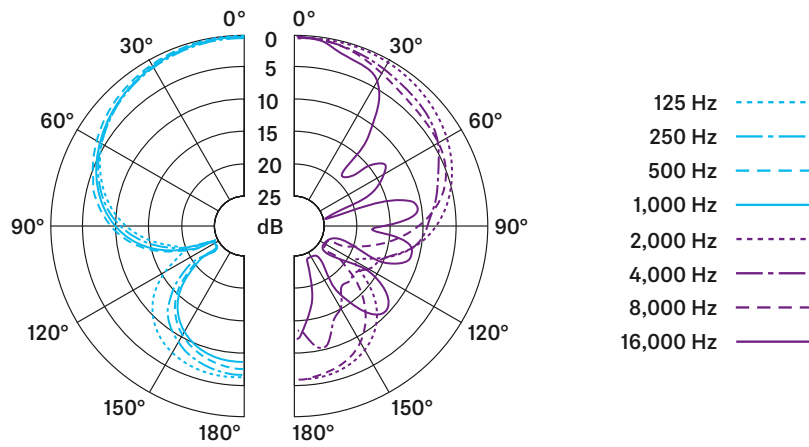 0° 0°
30° 0 30°
5
10
60° 15 60°
20
25
90° dB 90°
120° 120°
150° 150°
180° 180°
125 Hz
250 Hz
500 Hz
1,000 Hz
2,000 Hz
4,000 Hz
8,000 Hz
16,000 Hz